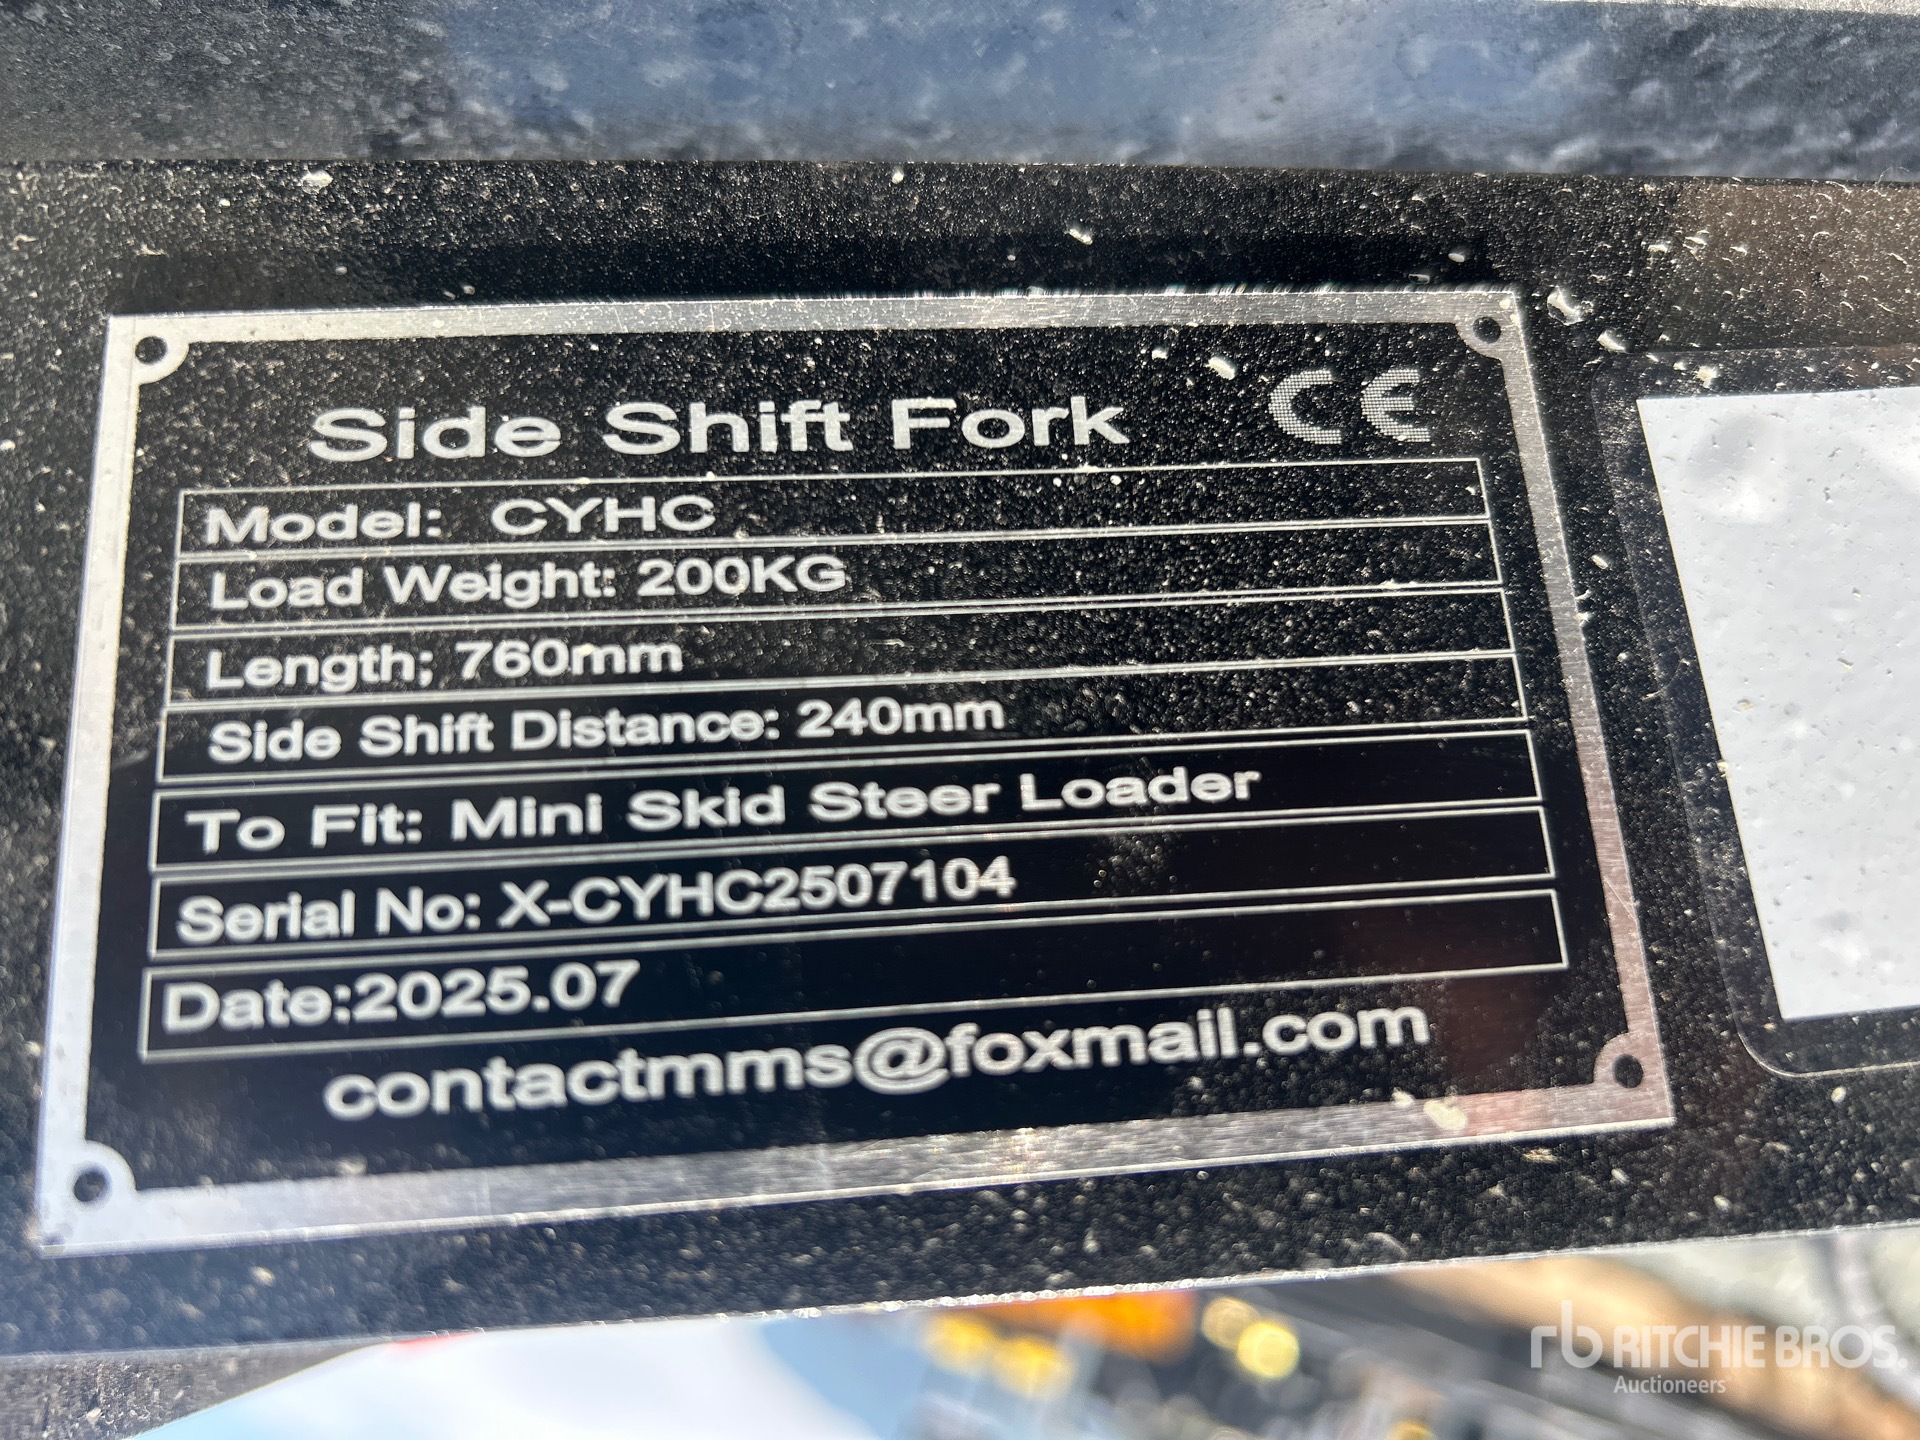 Side Shift Fork CE
Model: CYHC
Load Weight: 200KG
Length; 760mm
Side Shift Distance: 240mm
To Fit: Mini Skid Steer Loader
Serial No: X-CYHC2507104
Date:2025.07
contactmms@foxmail.com
rb RITCHIE BROS.
Auctioneers